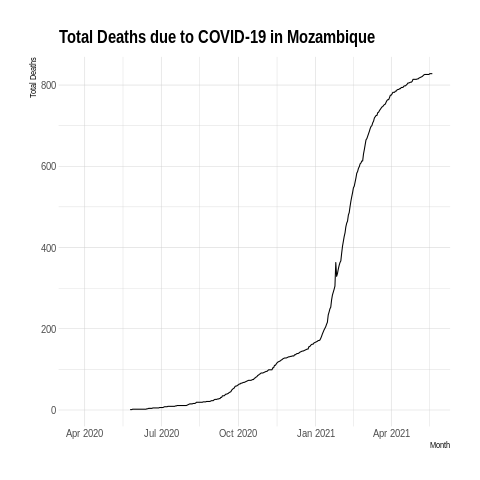 Total Deaths due to COVID-19 in Mozambique
Total Deaths
800
600
400
200
0
Apr 2020 Jul 2020 Oct 2020 Jan 2021 Apr 2021
Month